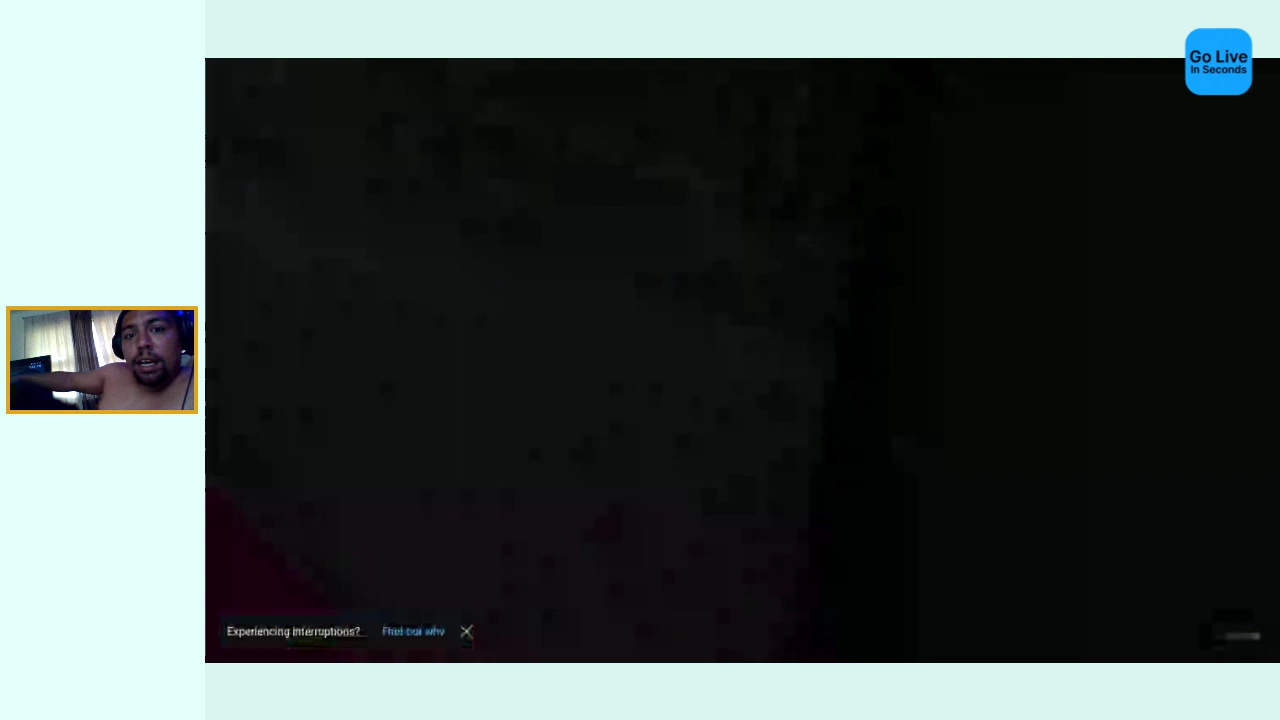 Go Live
In Seconds
Experiencing interruptions? Find out why